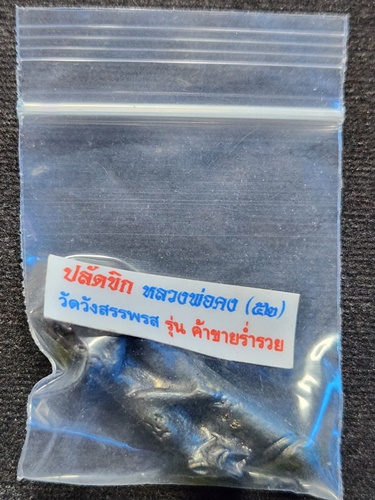 ปลัดขิก หลวงพ่อคง (๕๒)
วัดวังสรรพรส รุ่น ค้าขายร่ำรวย